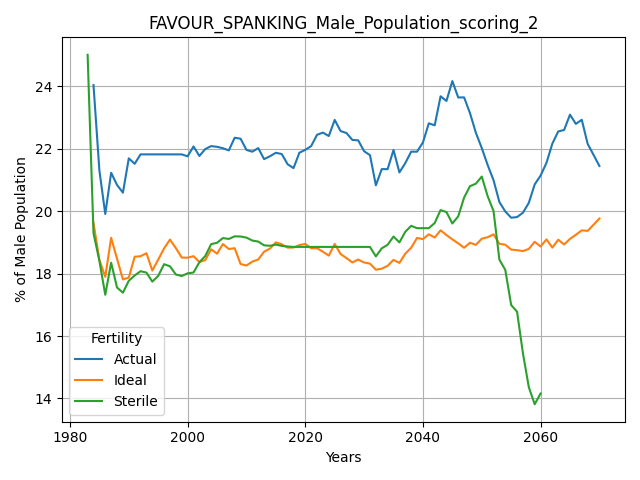 FAVOUR_SPANKING_Male_Population_scoring_2
% of Male Population
24
22
20
18
16
14
Fertility
Actual
Ideal
Sterile
1980 2000 2020 2040 2060
Years